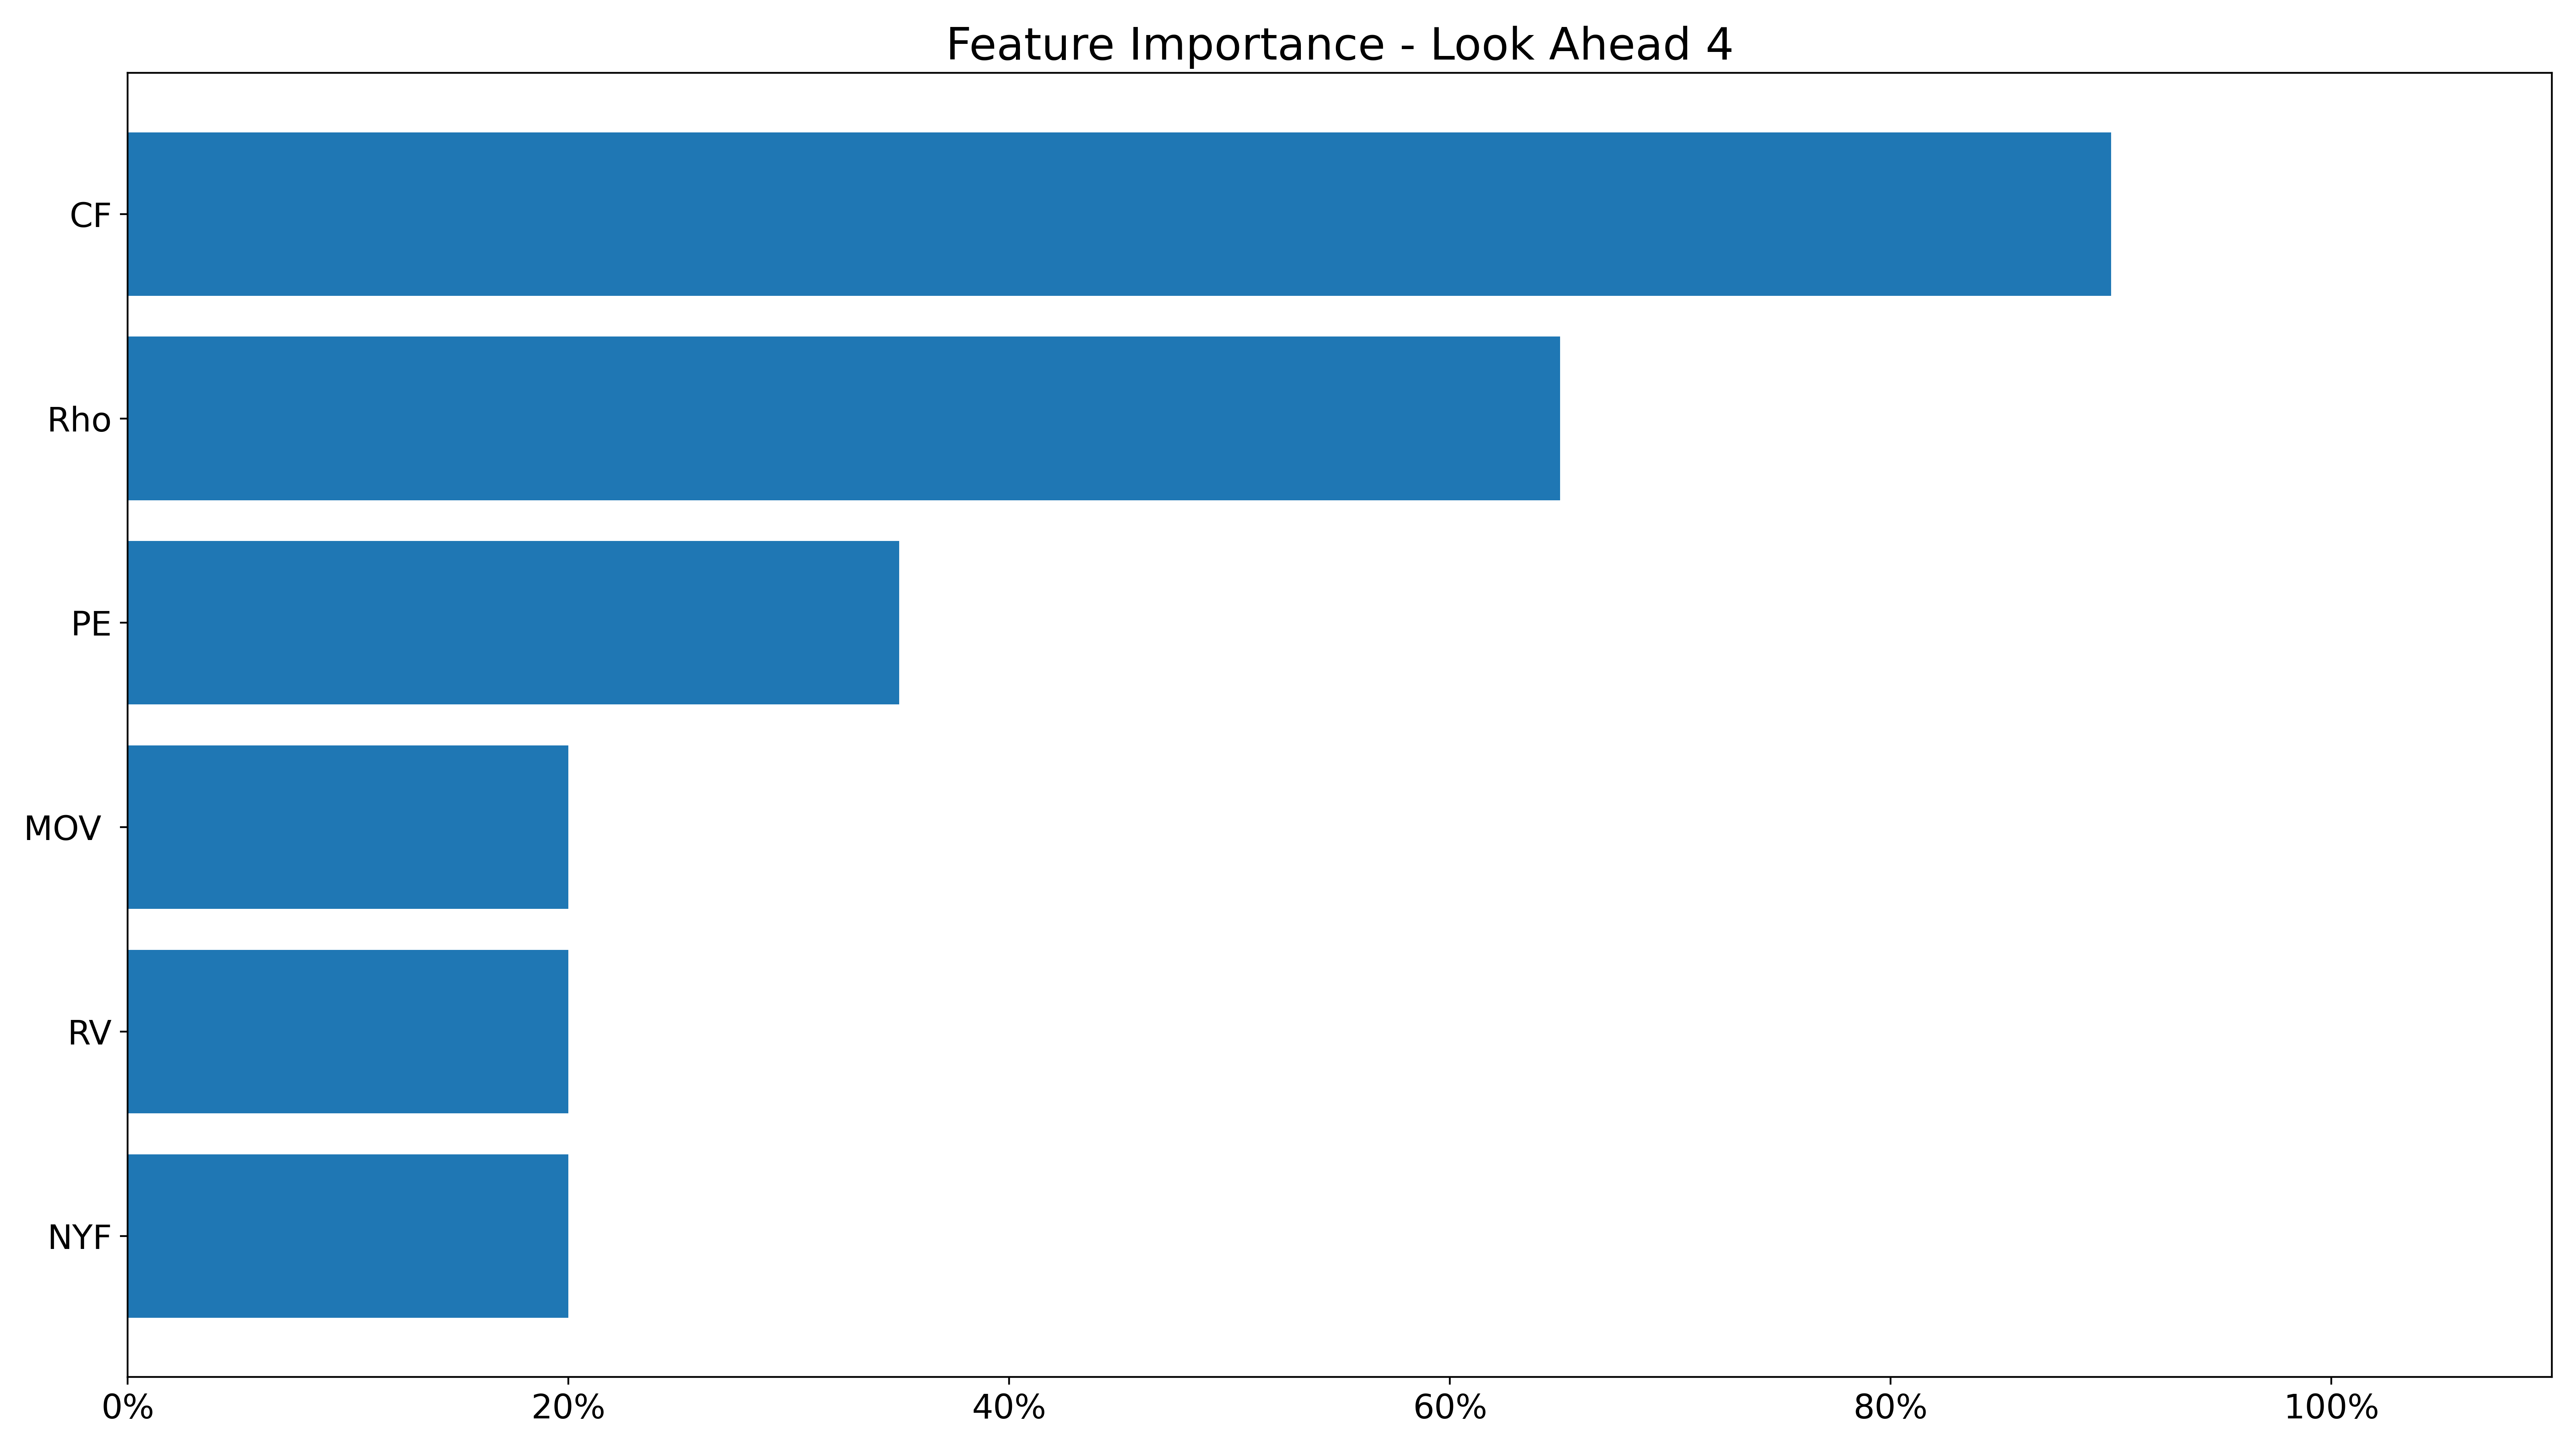 Feature Importance - Look Ahead 4
CF
Rho
PE
MOV
RV
NYF
0% 20% 40% 60% 80% 100%